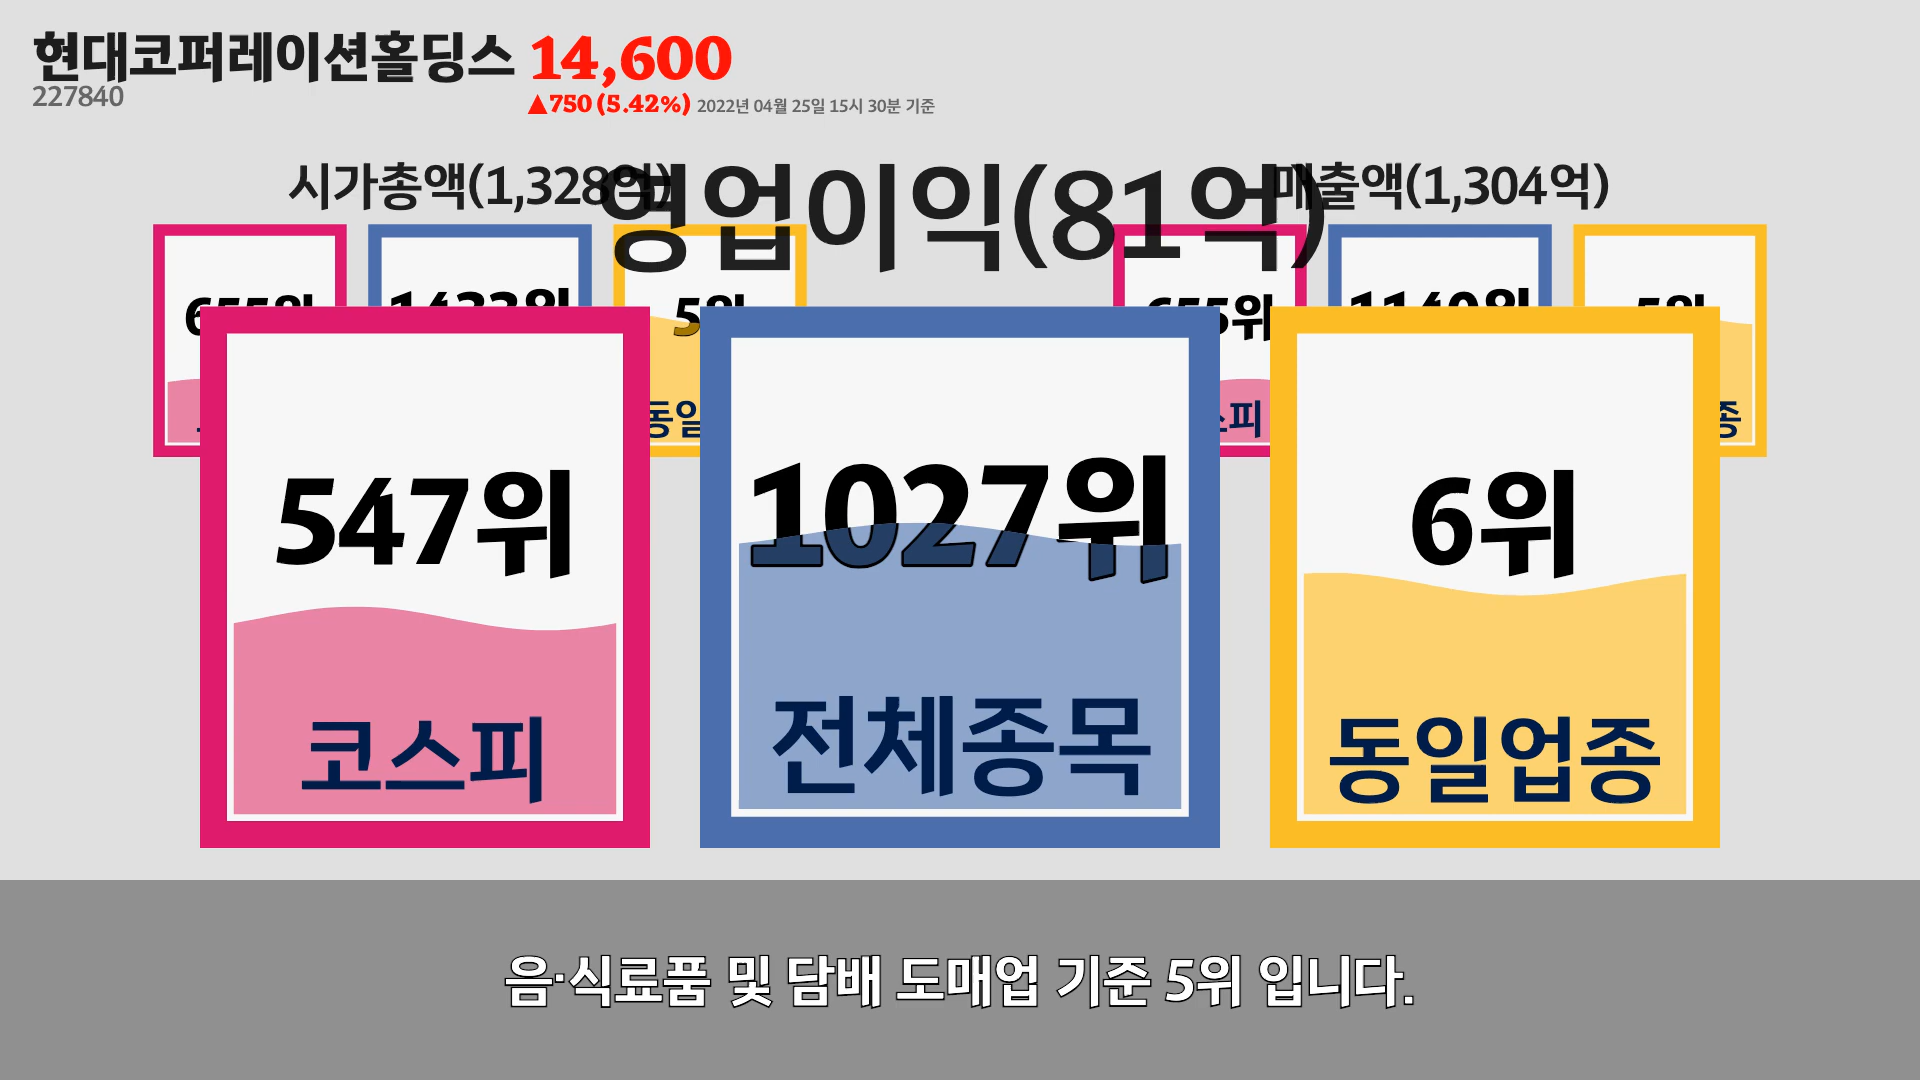 현대코퍼레이션홀딩스 14,600
227840
▲750 (5.42%) 2022년 04월 25일 15시 30분 기준
시가총액(1,328억)
영업이익(81억)
매출액(1,304억)
5위
547위
1027위
6위
코스피
전체종목
동일업종
음·식료품 및 담배 도매업 기준 5위 입니다.